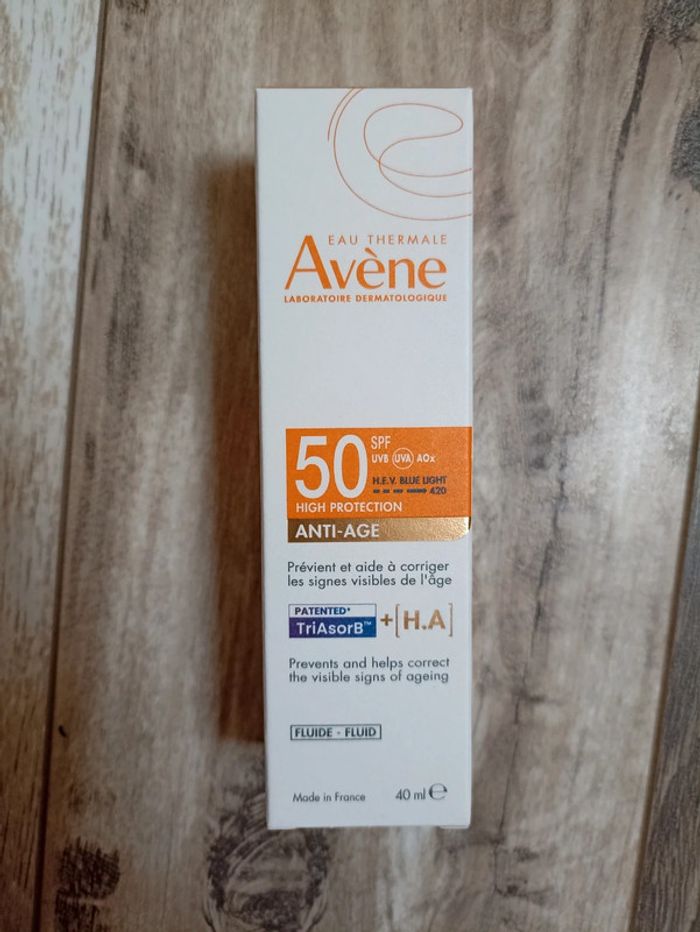 EAU THERMALE
Avène
LABORATOIRE DERMATOLOGIQUE
50 SPF
UVB UVA AOx
H.E.V. BLUE LIGHT
420
HIGH PROTECTION
ANTI-AGE
Prévient et aide à corriger
les signes visibles de l'âge
PATENTED*
TriAsorB™ + [H.A]
Prevents and helps correct
the visible signs of ageing
FLUIDE - FLUID
Made in France 40 ml ℮